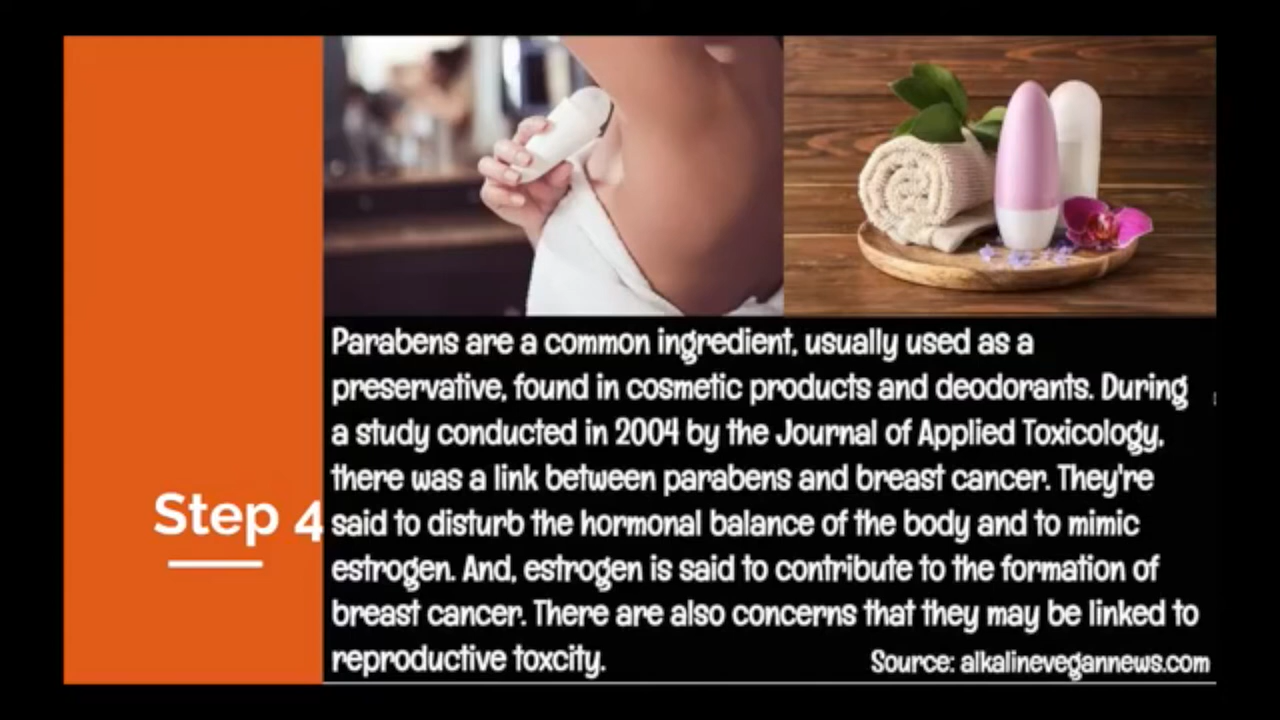 Parabens are a common ingredient, usually used as a
preservative, found in cosmetic products and deodorants. During
a study conducted in 2004 by the Journal of Applied Toxicology,
there was a link between parabens and breast cancer. They're
said to disturb the hormonal balance of the body and to mimic
estrogen. And, estrogen is said to contribute to the formation of
breast cancer. There are also concerns that they may be linked to
reproductive toxcity.
Source: alkalinevegannews.com
Step 4